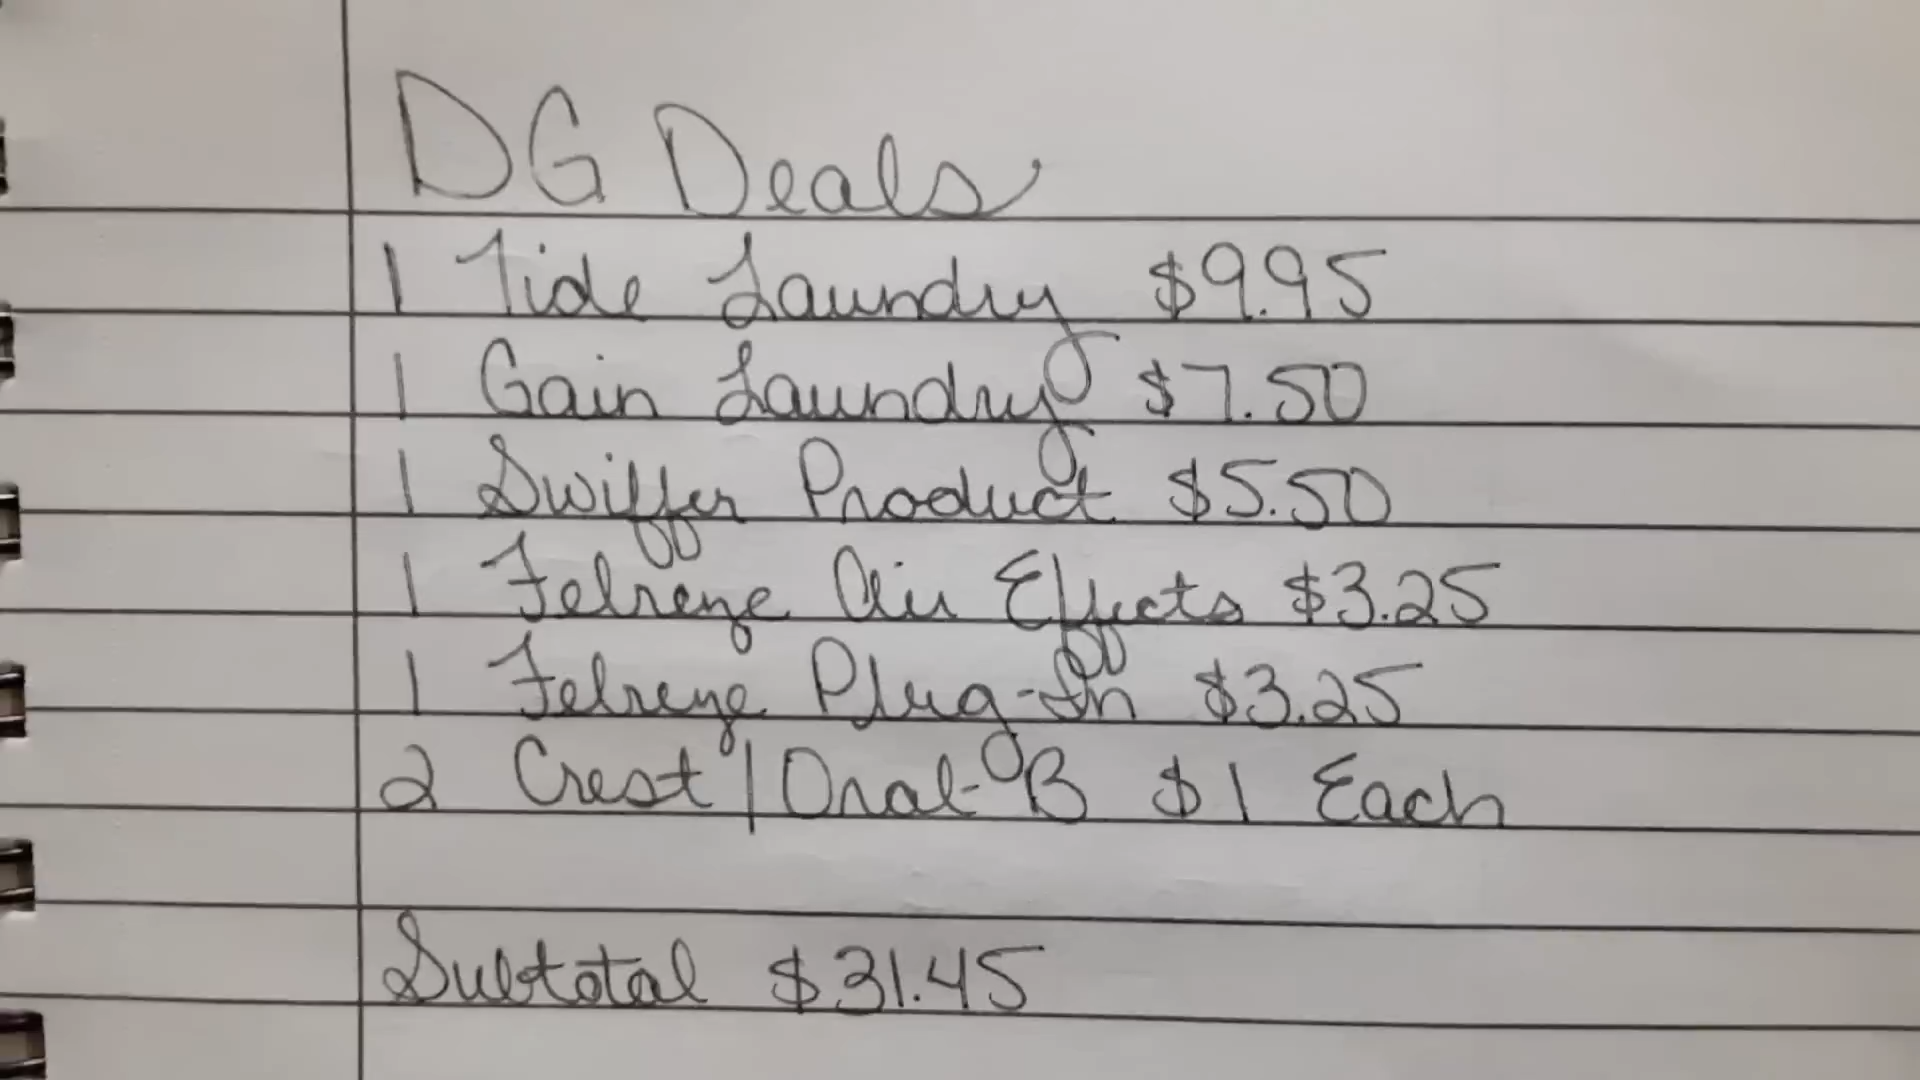 DG Deals
1 Tide Laundry $9.95
1 Gain Laundry $7.50
1 Swiffer Product $5.50
1 Febreze Air Effects $3.25
1 Febreze Plug-In $3.25
2 Crest/Oral-B $1 Each
Subtotal $31.45